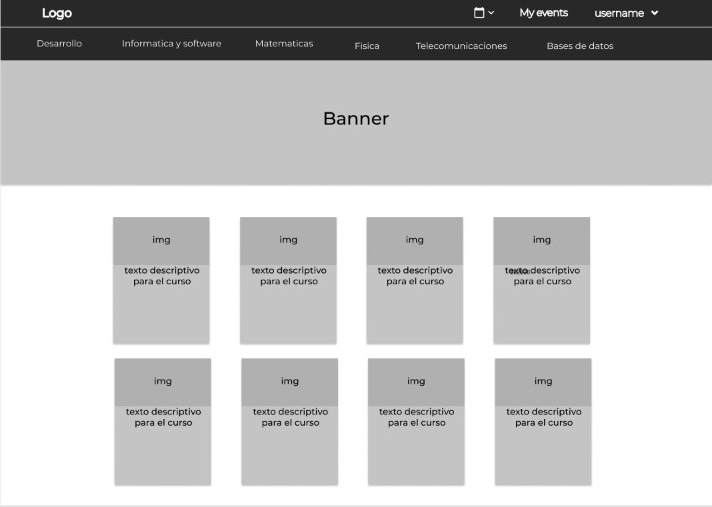 Logo
My events
username
Desarrollo
Informatica y software
Matematicas
Fisica
Telecomunicaciones
Bases de datos
Banner
img
img
img
img
texto descriptivo
para el curso
texto descriptivo
para el curso
texto descriptivo
para el curso
texto descriptivo
para el curso
img
img
img
img
texto descriptivo
para el curso
texto descriptivo
para el curso
texto descriptivo
para el curso
texto descriptivo
para el curso